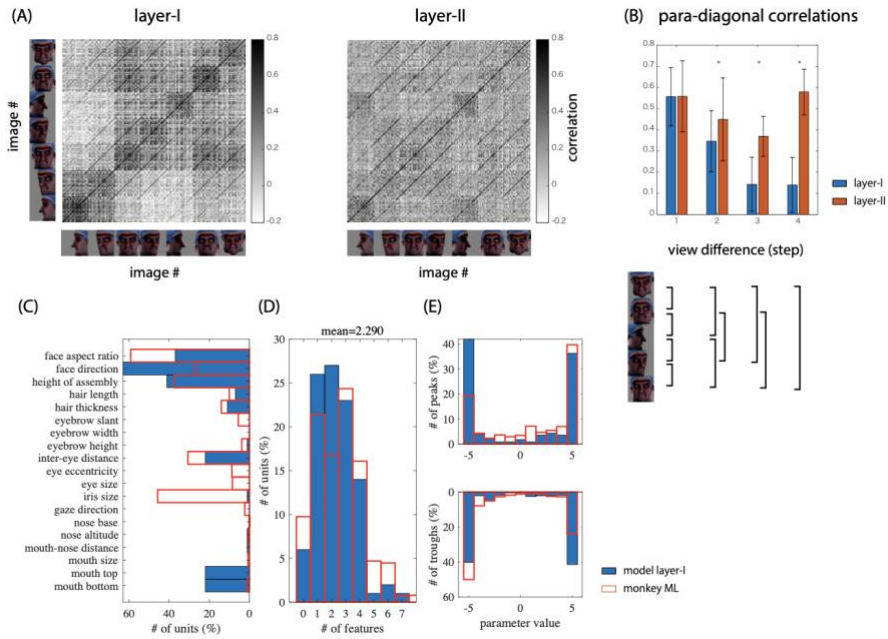 (A)
layer-I
layer-II
(B) para-diagonal correlations
image #
0.8
0.6
0.4
0.2
0
-0.2
0.8
0.6
0.4
0.2
0
-0.2
correlation
image #
image #
0.8
0.7
0.6
0.5
0.4
0.3
0.2
0.1
0
1 2 3 4
layer-I
layer-II
view difference (step)
(C)
face aspect ratio
face direction
height of assembly
hair length
hair thickness
eyebrow slant
eyebrow width
eyebrow height
inter-eye distance
eye eccentricity
eye size
iris size
gaze direction
nose base
nose altitude
mouth-nose distance
mouth size
mouth top
mouth bottom
60 40 20 0
# of units (%)
(D)
mean=2.290
30
25
20
15
10
5
0
# of units (%)
0 1 2 3 4 5 6 7
# of features
(E)
40
30
20
10
0
# of peaks (%)
-5 0 5
0
20
40
60
# of troughs (%)
-5 0 5
parameter value
model layer-I
monkey ML